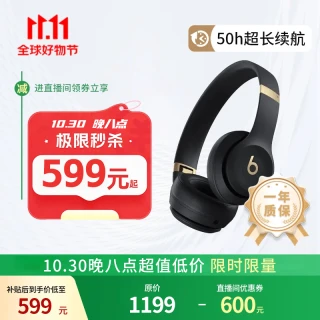 11.11
全球好物节
50h超长续航
减 进直播间领券立享
10.30 晚八点
极限秒杀
599元起
一年
质保
10.30晚八点超值低价 限时限量
补贴后到手价低至
599 元
原价
1199
-
直播间优惠券
600元